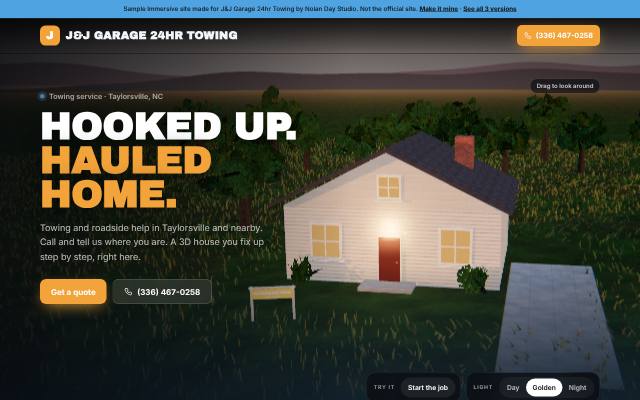 Sample Immersive site made for J&J Garage 24Hr Towing by Nolan Day Studio. Not the official site. Make it mine · See all 3 versions
J J&J GARAGE 24HR TOWING
(336) 467-0258
Drag to look around
Towing service · Taylorsville, NC
HOOKED UP.
HAULED
HOME.
Towing and roadside help in Taylorsville and nearby.
Call and tell us where you are. A 3D house you fix up
step by step, right here.
Get a quote
(336) 467-0258
TRY IT Start the job LIGHT Day Golden Night